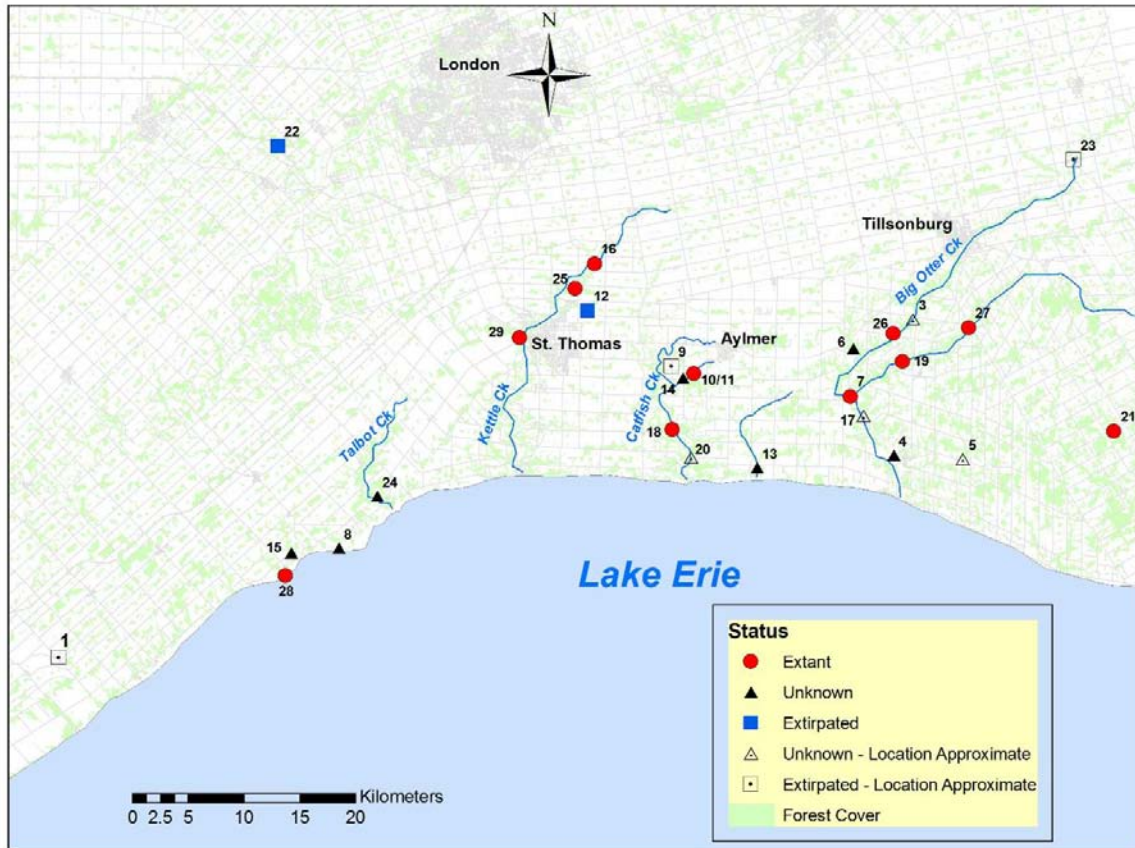 N
London
22
23
Tillsonburg
16
Big Otter Ck
25
12
3
27
26
29
St. Thomas
Aylmer
6
9
19
10/11
14
7
Catfish Ck
Kettle Ck
17
21
Talbot Ck
18
20
13
4
5
24
15
8
28
Lake Erie
1
Status
Extant
Unknown
Extirpated
Unknown - Location Approximate
Extirpated - Location Approximate
Forest Cover
Kilometers
0 2.5 5 10 15 20